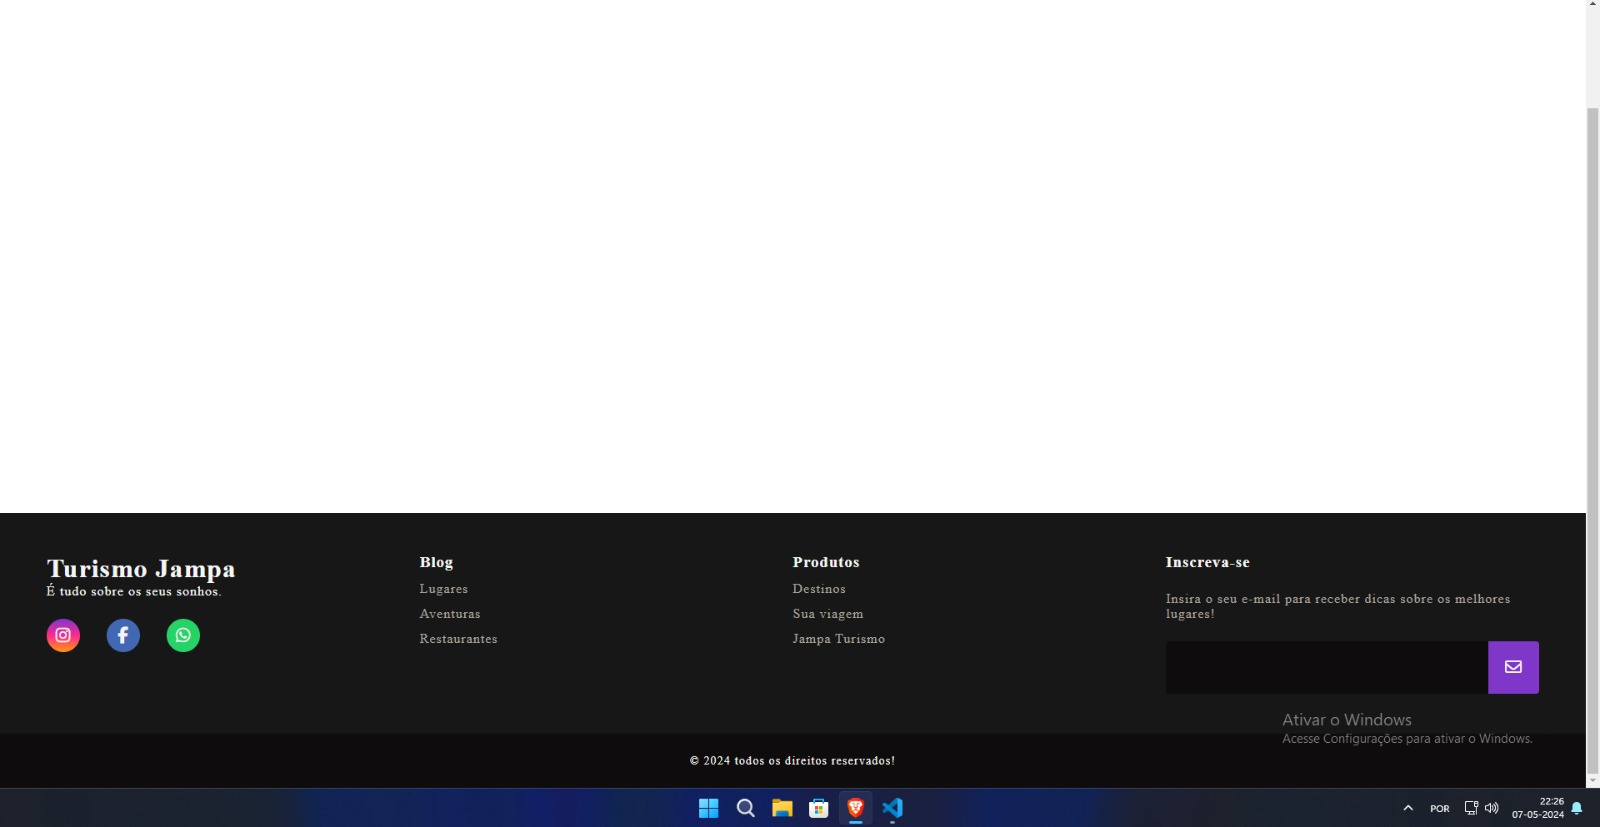 Turismo Jampa
É tudo sobre os seus sonhos.
Blog
Lugares
Aventuras
Restaurantes
Produtos
Destinos
Sua viagem
Jampa Turismo
Inscreva-se
Insira o seu e-mail para receber dicas sobre os melhores
lugares!
Ativar o Windows
Acesse Configurações para ativar o Windows.
© 2024 todos os direitos reservados!
POR
22:26
07-05-2024